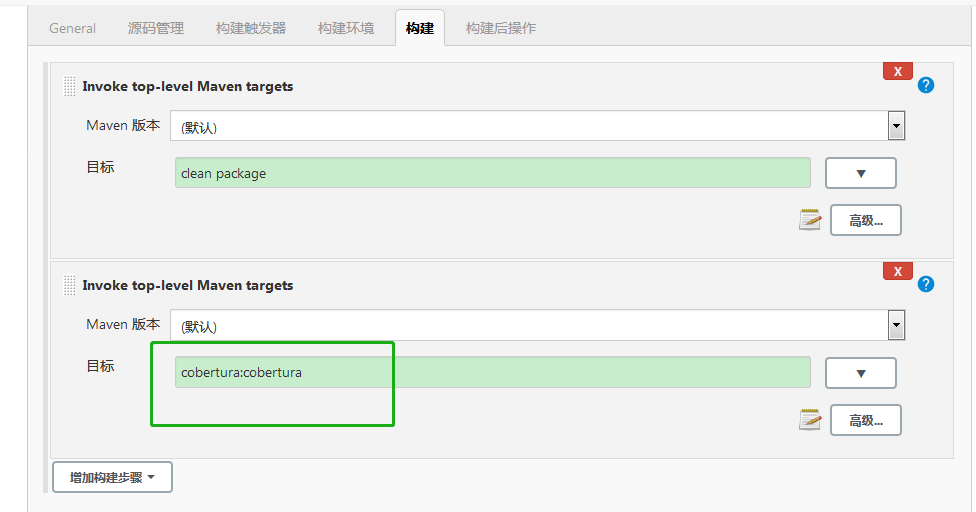 General 源码管理 构建触发器 构建环境 构建 构建后操作
X
Invoke top-level Maven targets ?
Maven 版本 (默认)
目标 clean package
高级...
X
Invoke top-level Maven targets ?
Maven 版本 (默认)
目标 cobertura:cobertura
高级...
增加构建步骤